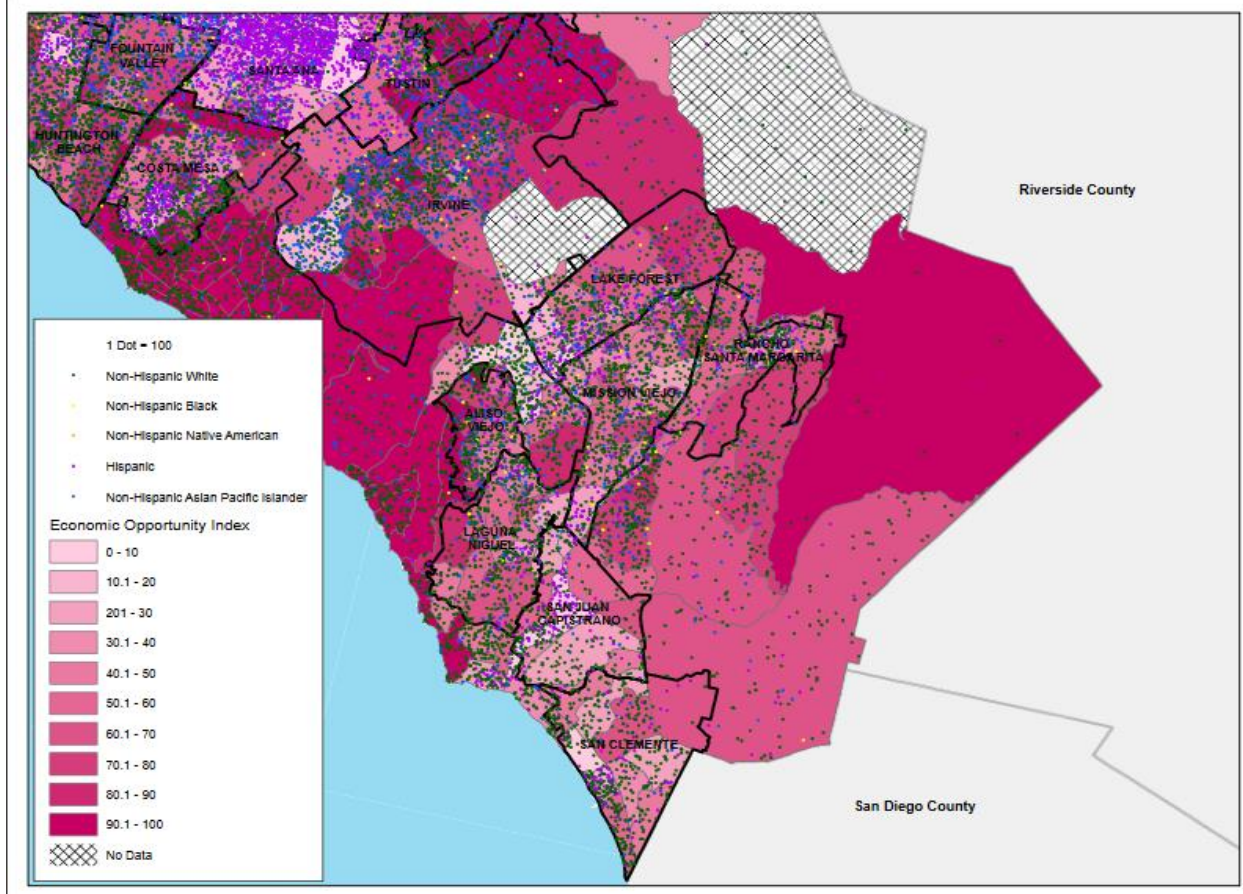 FOUNTAIN
VALLEY
SANTA ANA
TUSTIN
HUNTINGTON
BEACH
COSTA MESA
IRVINE
Riverside County
LAKE FOREST
RANCHO
SANTA MARGARITA
MISSION VIEJO
ALISO
VIEJO
LAGUNA
NIGUEL
SAN JUAN
CAPISTRANO
SAN CLEMENTE
San Diego County
1 Dot = 100
Non-Hispanic White
Non-Hispanic Black
Non-Hispanic Native American
Hispanic
Non-Hispanic Asian Pacific Islander
Economic Opportunity Index
0 - 10
10.1 - 20
201 - 30
30.1 - 40
40.1 - 50
50.1 - 60
60.1 - 70
70.1 - 80
80.1 - 90
90.1 - 100
No Data